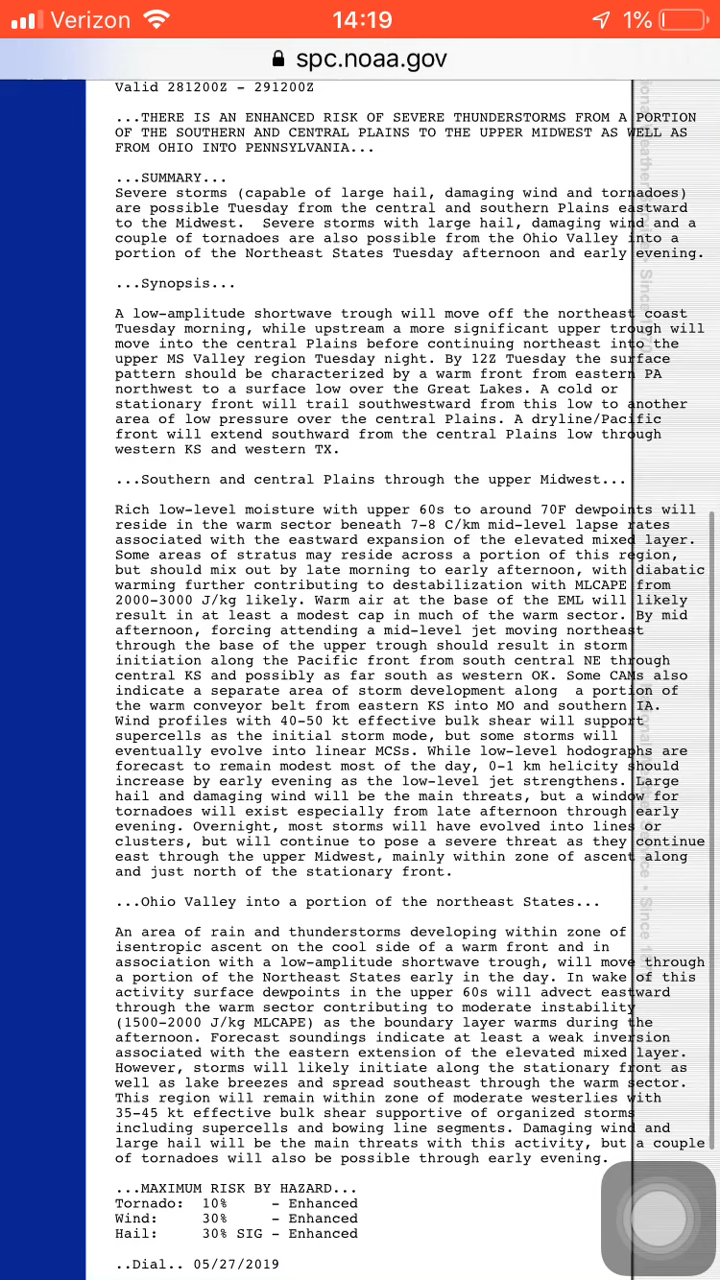 Verizon 14:19 1%
spc.noaa.gov
Valid 281200Z - 291200Z
...THERE IS AN ENHANCED RISK OF SEVERE THUNDERSTORMS FROM A PORTION
OF THE SOUTHERN AND CENTRAL PLAINS TO THE UPPER MIDWEST AS WELL AS
FROM OHIO INTO PENNSYLVANIA...
...SUMMARY...
Severe storms (capable of large hail, damaging wind and tornadoes)
are possible Tuesday from the central and southern Plains eastward
to the Midwest.  Severe storms with large hail, damaging wind and a
couple of tornadoes are also possible from the Ohio Valley into a
portion of the Northeast States Tuesday afternoon and early evening.
...Synopsis...
A low-amplitude shortwave trough will move off the northeast coast
Tuesday morning, while upstream a more significant upper trough will
move into the central Plains before continuing northeast into the
upper MS Valley region Tuesday night. By 12Z Tuesday the surface
pattern should be characterized by a warm front from eastern PA
northwest to a surface low over the Great Lakes. A cold or
stationary front will trail southwestward from this low to another
area of low pressure over the central Plains. A dryline/Pacific
front will extend southward from the central Plains low through
western KS and western TX.
...Southern and central Plains through the upper Midwest...
Rich low-level moisture with upper 60s to around 70F dewpoints will
reside in the warm sector beneath 7-8 C/km mid-level lapse rates
associated with the eastward expansion of the elevated mixed layer.
Some areas of stratus may reside across a portion of this region,
but should mix out by late morning to early afternoon, with diabatic
warming further contributing to destabilization with MLCAPE from
2000-3000 J/kg likely. Warm air at the base of the EML will likely
result in at least a modest cap in much of the warm sector. By mid
afternoon, forcing attending a mid-level jet moving northeast
through the base of the upper trough should result in storm
initiation along the Pacific front from south central NE through
central KS and possibly as far south as western OK. Some CAMs also
indicate a separate area of storm development along  a portion of
the warm conveyor belt from eastern KS into MO and southern IA.
Wind profiles with 40-50 kt effective bulk shear will support
supercells as the initial storm mode, but some storms will
eventually evolve into linear MCSs. While low-level hodographs are
forecast to remain modest most of the day, 0-1 km helicity should
increase by early evening as the low-level jet strengthens. Large
hail and damaging wind will be the main threats, but a window for
tornadoes will exist especially from late afternoon through early
evening. Overnight, most storms will have evolved into lines or
clusters, but will continue to pose a severe threat as they continue
east through the upper Midwest, mainly within zone of ascent along
and just north of the stationary front.
...Ohio Valley into a portion of the northeast States...
An area of rain and thunderstorms developing within zone of
isentropic ascent on the cool side of a warm front and in
association with a low-amplitude shortwave trough, will move through
a portion of the Northeast States early in the day. In wake of this
activity surface dewpoints in the upper 60s will advect eastward
through the warm sector contributing to moderate instability
(1500-2000 J/kg MLCAPE) as the boundary layer warms during the
afternoon. Forecast soundings indicate at least a weak inversion
associated with the eastern extension of the elevated mixed layer.
However, storms will likely initiate along the stationary front as
well as lake breezes and spread southeast through the warm sector.
This region will remain within zone of moderate westerlies with
35-45 kt effective bulk shear supportive of organized storms
including supercells and bowing line segments. Damaging wind and
large hail will be the main threats with this activity, but a couple
of tornadoes will also be possible through early evening.
...MAXIMUM RISK BY HAZARD...
Tornado:  10%     - Enhanced
Wind:     30%     - Enhanced
Hail:     30% SIG - Enhanced
..Dial.. 05/27/2019